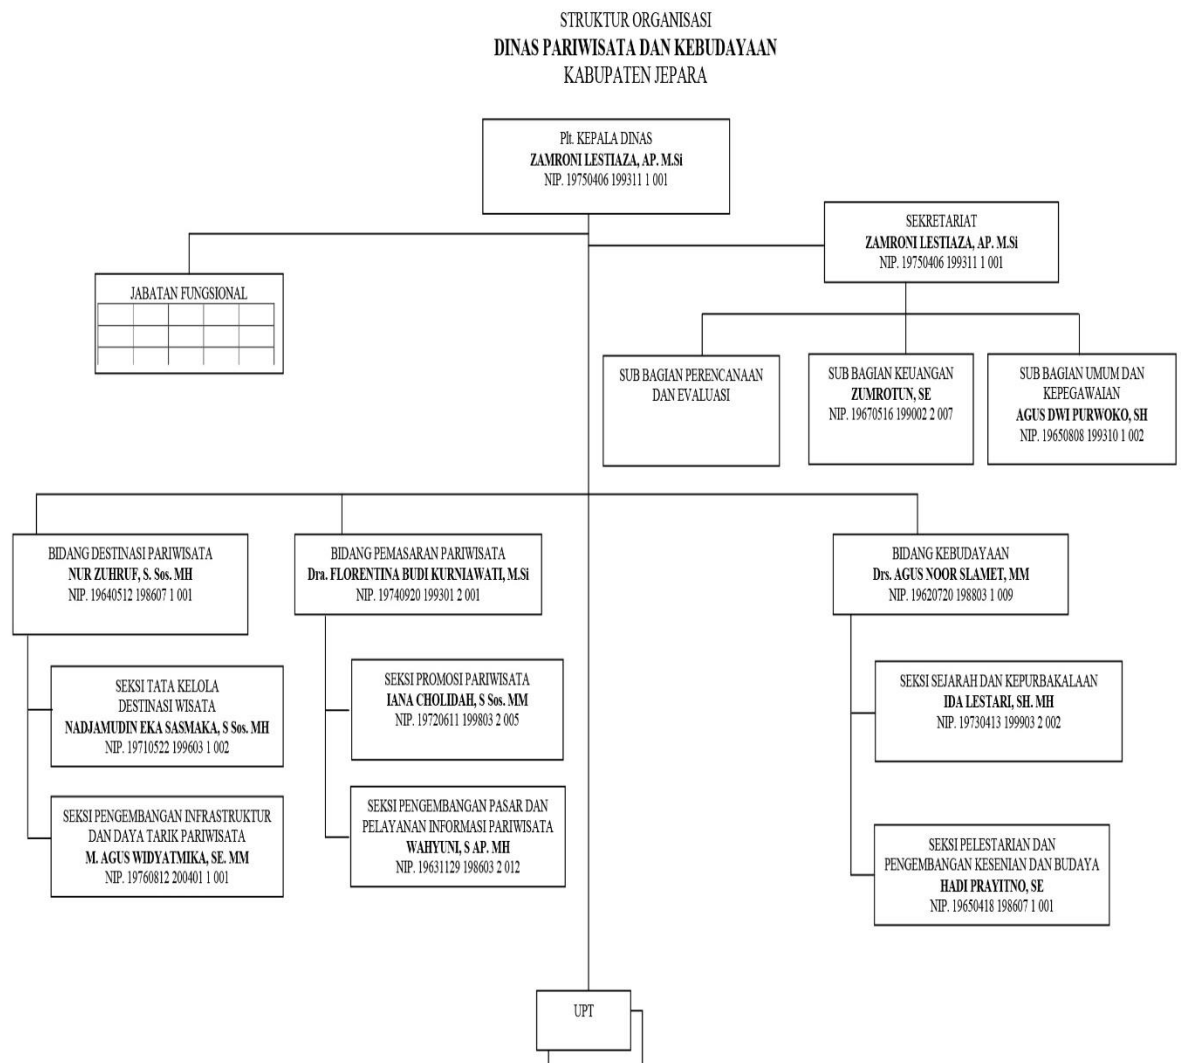 STRUKTUR ORGANISASI
DINAS PARIWISATA DAN KEBUDAYAAN
KABUPATEN JEPARA
Plt. KEPALA DINAS
ZAMRONI LESTIAZA, AP. M.Si
NIP. 19750406 199311 1 001
SEKRETARIAT
ZAMRONI LESTIAZA, AP. M.Si
NIP. 19750406 199311 1 001
JABATAN FUNGSIONAL
SUB BAGIAN PERENCANAAN
DAN EVALUASI
SUB BAGIAN KEUANGAN
ZUMROTUN, SE
NIP. 19670516 199002 2 007
SUB BAGIAN UMUM DAN
KEPEGAWAIAN
AGUS DWI PURWOKO, SH
NIP. 19650808 199310 1 002
BIDANG DESTINASI PARIWISATA
NUR ZUHRUF, S. Sos. MH
NIP. 19640512 198607 1 001
BIDANG PEMASARAN PARIWISATA
Dra. FLORENTINA BUDI KURNIAWATI, M.Si
NIP. 19740920 199301 2 001
BIDANG KEBUDAYAAN
Drs. AGUS NOOR SLAMET, MM
NIP. 19620720 198803 1 009
SEKSI TATA KELOLA
DESTINASI WISATA
NADJAMUDIN EKA SASMAKA, S Sos. MH
NIP. 19710522 199603 1 002
SEKSI PROMOSI PARIWISATA
IANA CHOLIDAH, S Sos. MM
NIP. 19720611 199803 2 005
SEKSI SEJARAH DAN KEPURBAKALAAN
IDA LESTARI, SH. MH
NIP. 19730413 199903 2 002
SEKSI PENGEMBANGAN INFRASTRUKTUR
DAN DAYA TARIK PARIWISATA
M. AGUS WIDYATMIKA, SE. MM
NIP. 19760812 200401 1 001
SEKSI PENGEMBANGAN PASAR DAN
PELAYANAN INFORMASI PARIWISATA
WAHYUNI, S AP. MH
NIP. 19631129 198603 2 012
SEKSI PELESTARIAN DAN
PENGEMBANGAN KESENIAN DAN BUDAYA
HADI PRAYITNO, SE
NIP. 19650418 198607 1 001
UPT